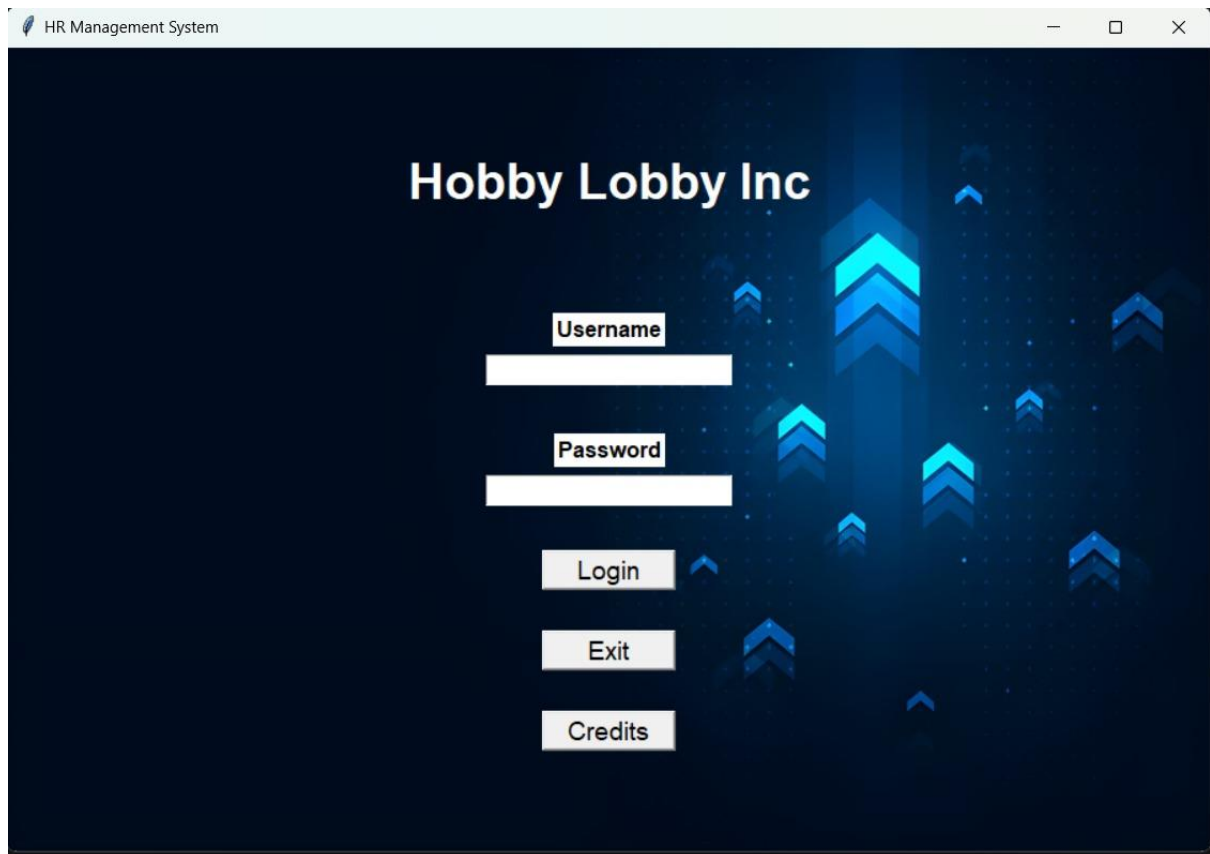 HR Management System
Hobby Lobby Inc
Username
Password
Login
Exit
Credits